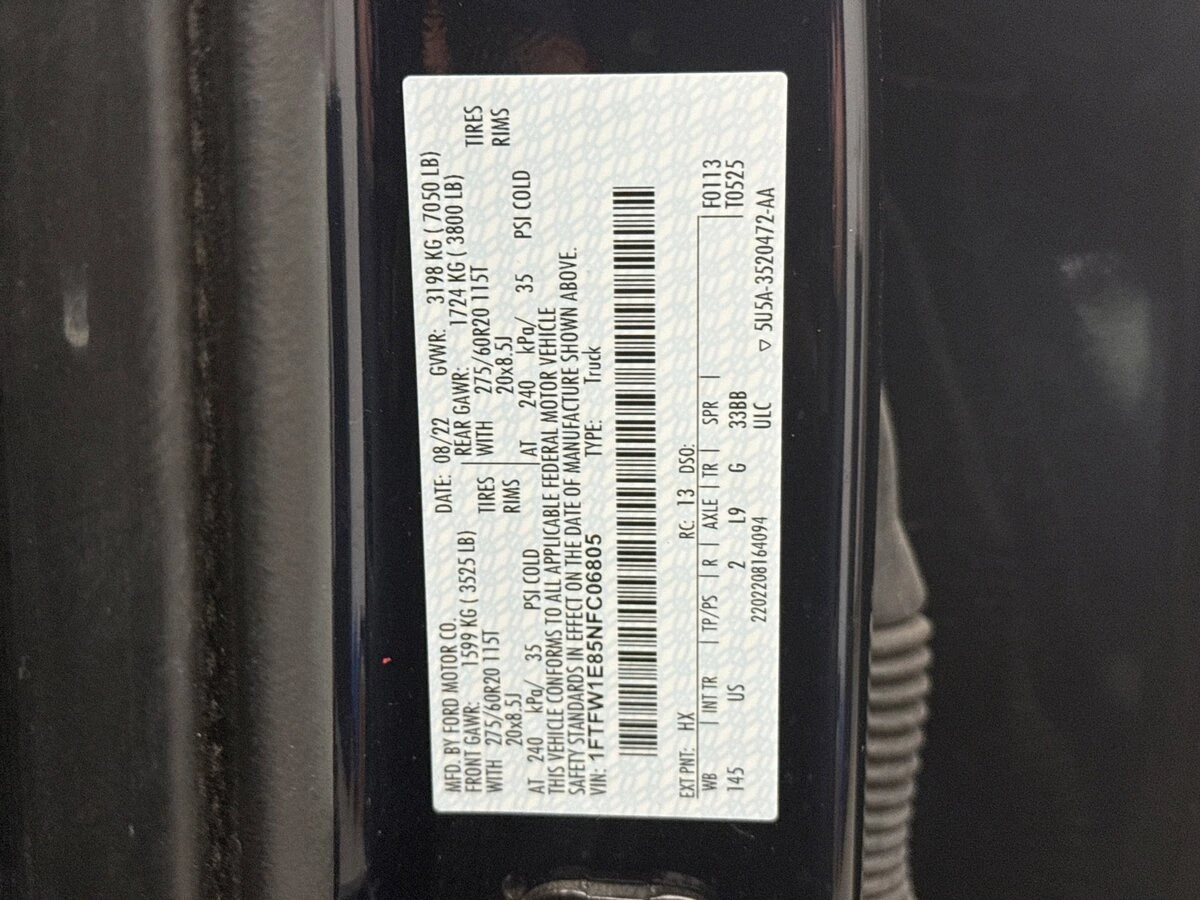 MFD. BY FORD MOTOR CO. DATE: 08/22 GVWR: 3198 KG ( 7050 LB)
FRONT GAWR: 1599 KG ( 3525 LB) REAR GAWR: 1724 KG ( 3800 LB)
WITH 275/60R20 115T TIRES WITH 275/60R20 115T TIRES
20x8.5J RIMS 20x8.5J RIMS
AT 240 kPa/ 35 PSI COLD AT 240 kPa/ 35 PSI COLD
THIS VEHICLE CONFORMS TO ALL APPLICABLE FEDERAL MOTOR VEHICLE
SAFETY STANDARDS IN EFFECT ON THE DATE OF MANUFACTURE SHOWN ABOVE.
VIN: 1FTFW1E85NFC06805 TYPE: Truck
EXT PNT: HX RC: 13 DSO:
WB | INT TR | TP/PS | R | AXLE | TR | SPR | F0113
145 US 2 L9 G 33BB T0525
2202208164094 ULC ▽ 5U5A-3520472-AA